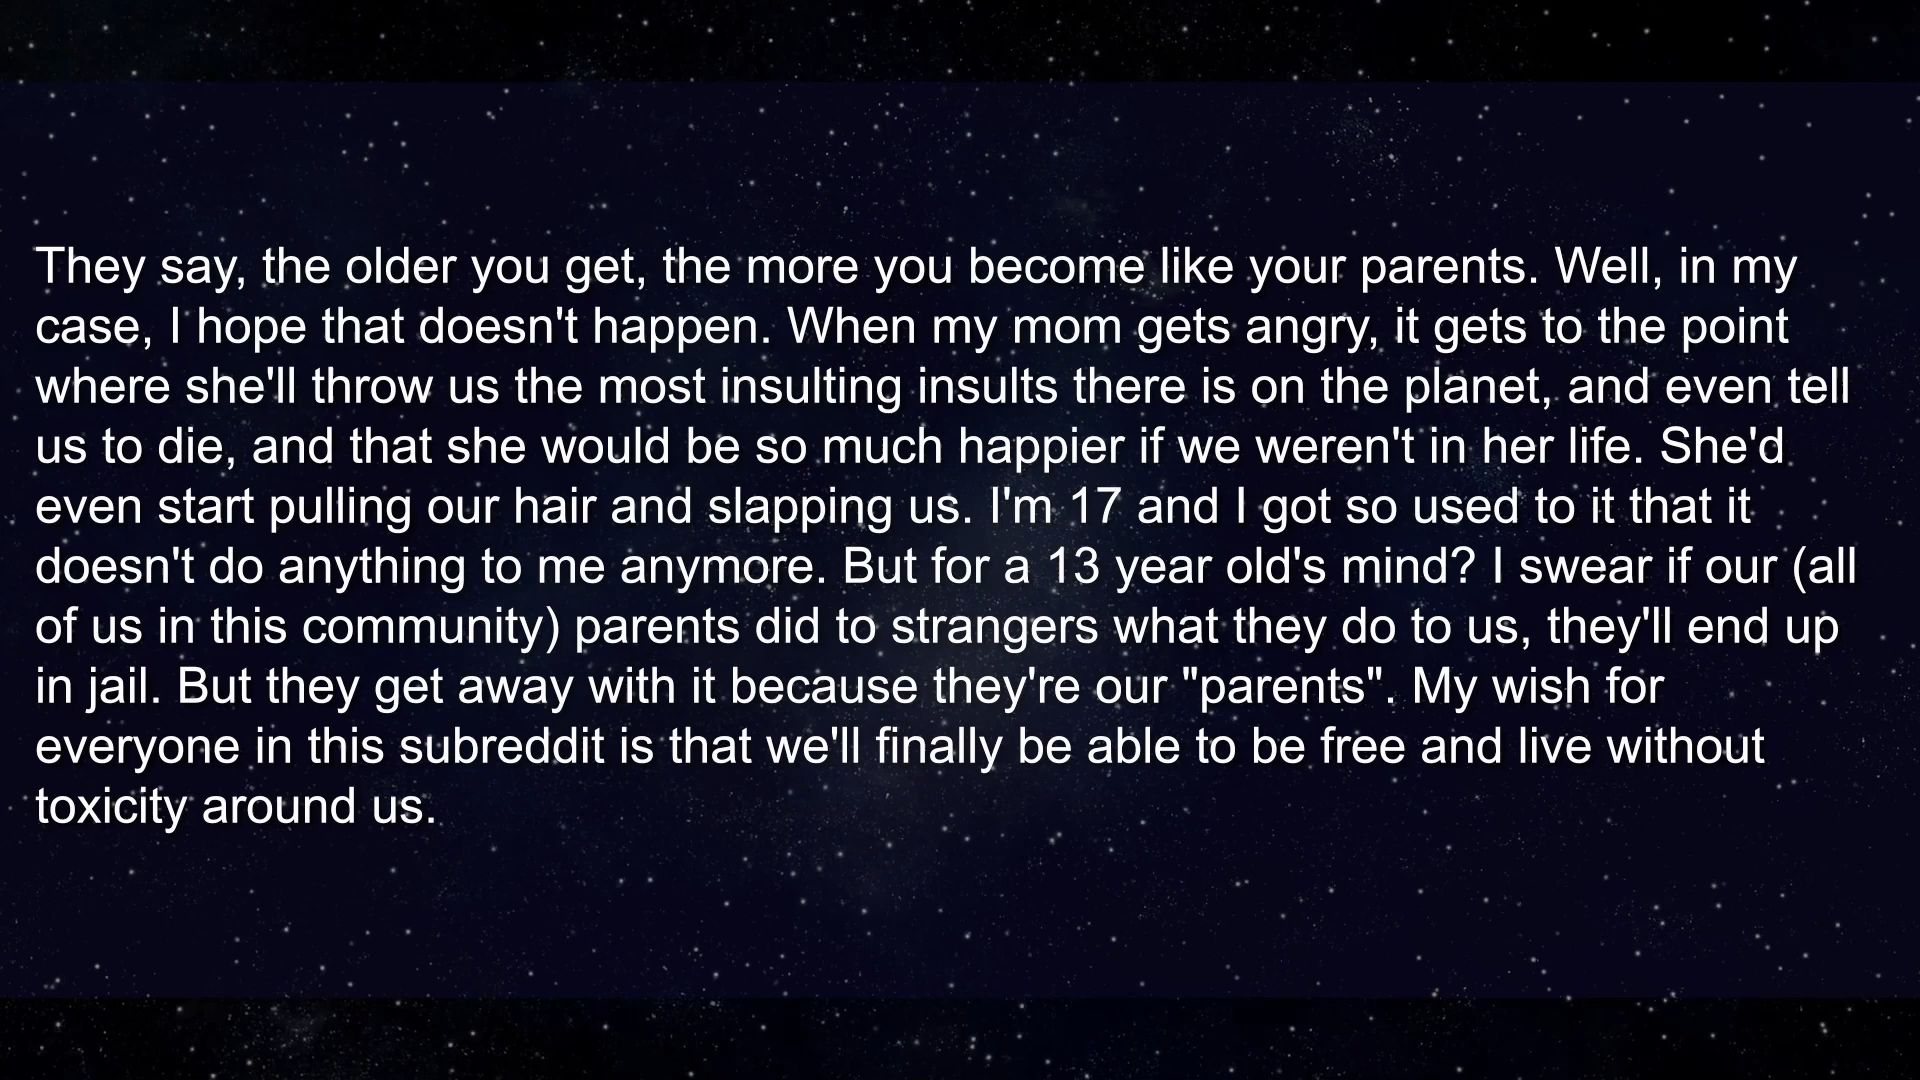 They say, the older you get, the more you become like your parents. Well, in my
case, I hope that doesn't happen. When my mom gets angry, it gets to the point
where she'll throw us the most insulting insults there is on the planet, and even tell
us to die, and that she would be so much happier if we weren't in her life. She'd
even start pulling our hair and slapping us. I'm 17 and I got so used to it that it
doesn't do anything to me anymore. But for a 13 year old's mind? I swear if our (all
of us in this community) parents did to strangers what they do to us, they'll end up
in jail. But they get away with it because they're our "parents". My wish for
everyone in this subreddit is that we'll finally be able to be free and live without
toxicity around us.